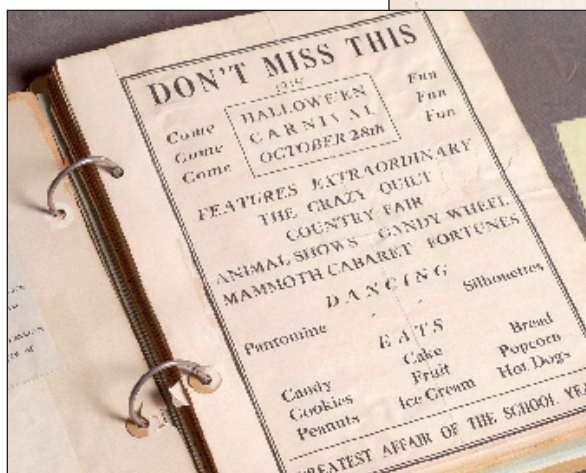 DON'T MISS THIS
Come Come Come
HALLOWE'EN
CARNIVAL
OCTOBER 28th
Fun Fun Fun
FEATURES EXTRAORDINARY
THE CRAZY QUILT
COUNTRY FAIR
ANIMAL SHOWS CANDY WHEEL
MAMMOTH CABARET FORTUNES
DANCING
Pantomine Silhouettes
EATS
Candy Cake Bread
Cookies Fruit Popcorn
Peanuts Ice Cream Hot Dogs
GREATEST AFFAIR OF THE SCHOOL YEA